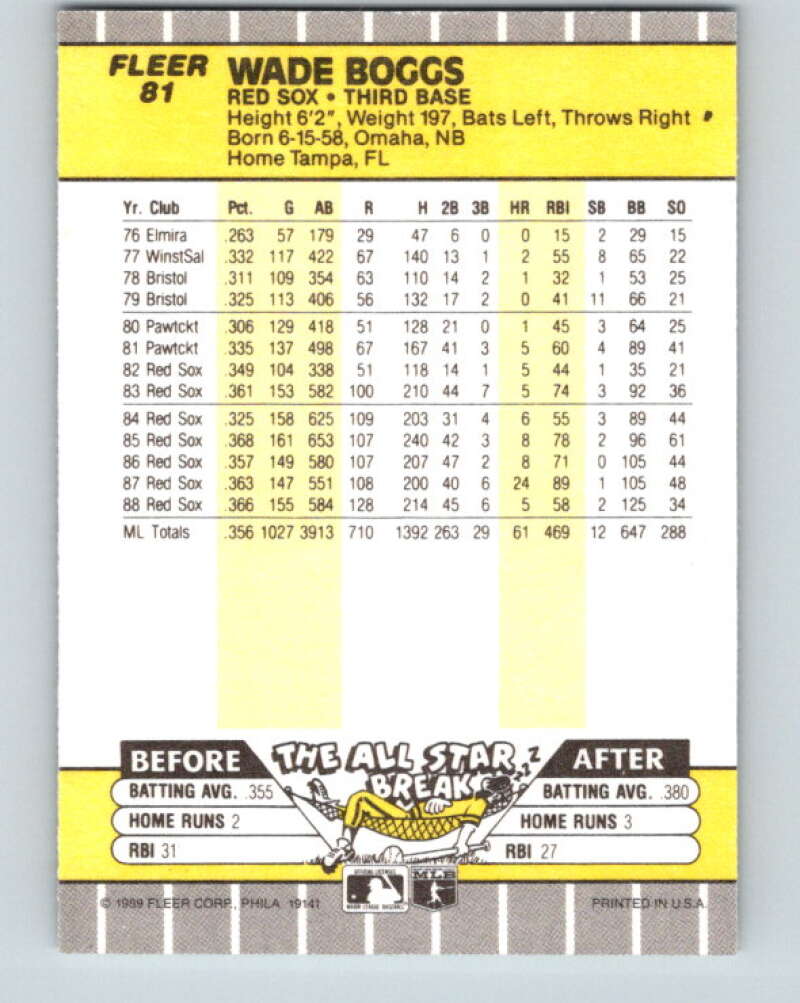 FLEER
81
WADE BOGGS
RED SOX • THIRD BASE
Height 6'2", Weight 197, Bats Left, Throws Right
Born 6-15-58, Omaha, NB
Home Tampa, FL
Yr. Club Pct. G AB R H 2B 3B HR RBI SB BB SO
76 Elmira .263 57 179 29 47 6 0 0 15 2 29 15
77 WinstSal .332 117 422 67 140 13 1 2 55 8 65 22
78 Bristol .311 109 354 63 110 14 2 1 32 1 53 25
79 Bristol .325 113 406 56 132 17 2 0 41 11 66 21
80 Pawtckt .306 129 418 51 128 21 0 1 45 3 64 25
81 Pawtckt .335 137 498 67 167 41 3 5 60 4 89 41
82 Red Sox .349 104 338 51 118 14 1 5 44 1 35 21
83 Red Sox .361 153 582 100 210 44 7 5 74 3 92 36
84 Red Sox .325 158 625 109 203 31 4 6 55 3 89 44
85 Red Sox .368 161 653 107 240 42 3 8 78 2 96 61
86 Red Sox .357 149 580 107 207 47 2 8 71 0 105 44
87 Red Sox .363 147 551 108 200 40 6 24 89 1 105 48
88 Red Sox .366 155 584 128 214 45 6 5 58 2 125 34
ML Totals .356 1027 3913 710 1392 263 29 61 469 12 647 288
THE ALL STAR
BREAK
ZZZ
BEFORE
BATTING AVG. .355
HOME RUNS 2
RBI 31
AFTER
BATTING AVG. .380
HOME RUNS 3
RBI 27
OFFICIAL LICENSEE
MAJOR LEAGUE BASEBALL
MLB
© 1989 FLEER CORP., PHILA 19141
PRINTED IN U.S.A.